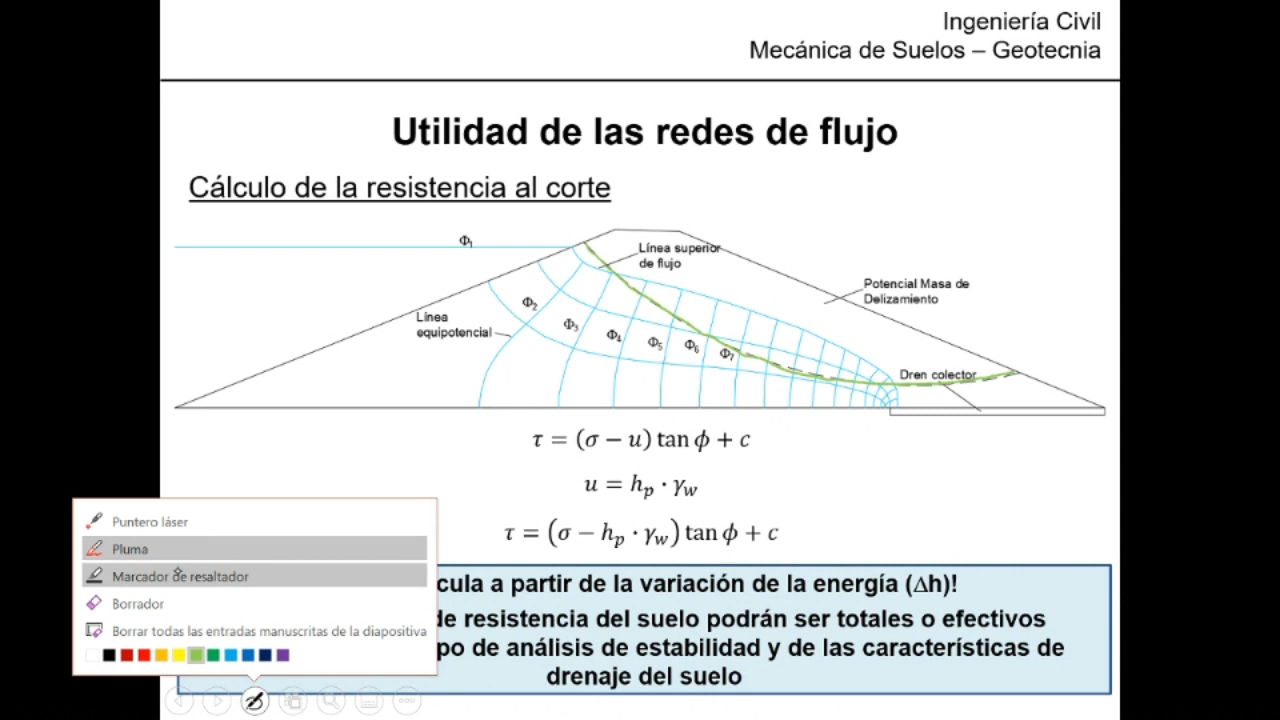 Ingeniería Civil
Mecánica de Suelos – Geotecnia
Utilidad de las redes de flujo
Cálculo de la resistencia al corte
Φ₁
Línea superior
de flujo
Potencial Masa de
Delizamiento
Φ₂
Línea
equipotencial
Φ₃
Φ₄
Φ₅
Φ₆
Φ₇
Dren colector
τ = (σ − u) tan ϕ + c
u = hₚ · γ_w
τ = (σ − hₚ · γ_w) tan ϕ + c
Puntero láser
Pluma
Marcador de resaltador
Borrador
Borrar todas las entradas manuscritas de la diapositiva
cula a partir de la variación de la energía (Δh)!
de resistencia del suelo podrán ser totales o efectivos
po de análisis de estabilidad y de las características de
drenaje del suelo